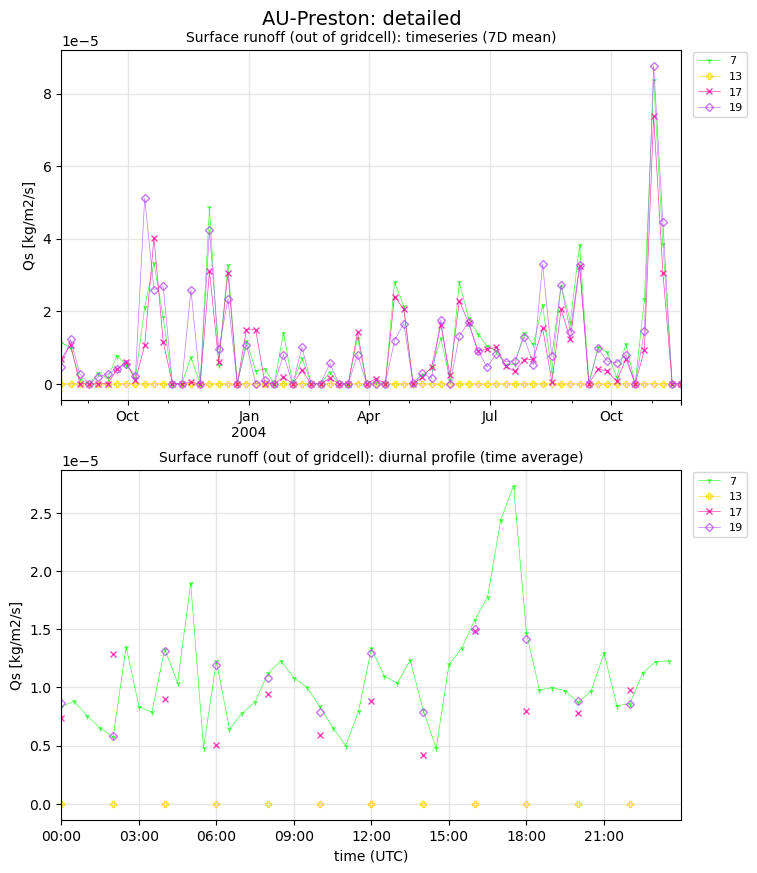 AU-Preston: detailed
Surface runoff (out of gridcell): timeseries (7D mean)
1e−5
Qs [kg/m2/s]
8
6
4
2
0
Oct
Jan
2004
Apr
Jul
Oct
7
13
17
19
Surface runoff (out of gridcell): diurnal profile (time average)
1e−5
Qs [kg/m2/s]
2.5
2.0
1.5
1.0
0.5
0.0
00:00
03:00
06:00
09:00
12:00
15:00
18:00
21:00
time (UTC)
7
13
17
19